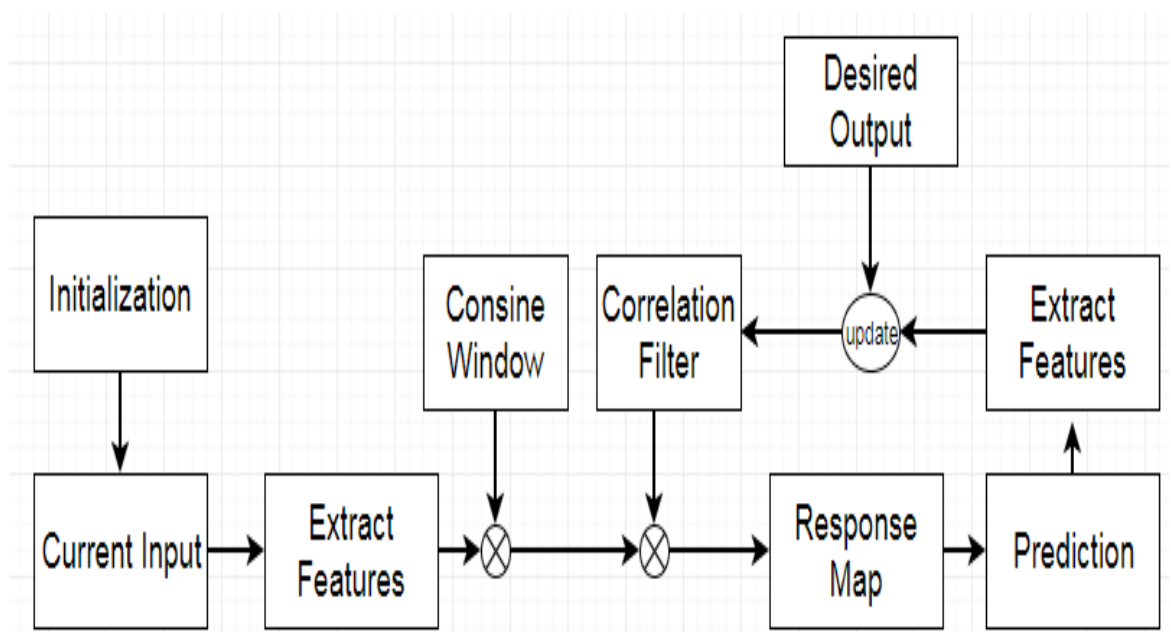 Desired
Output
Initialization
Consine
Window
Correlation
Filter
update
Extract
Features
Current Input
Extract
Features
Response
Map
Prediction